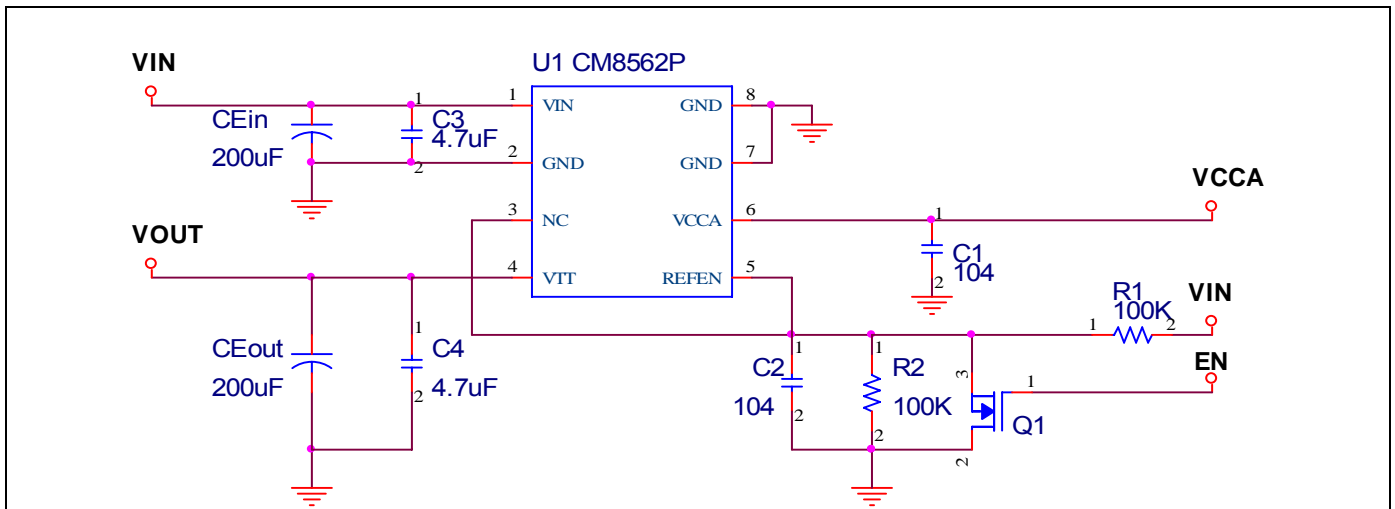 U1 CM8562P
VIN
1 VIN GND 8
CEin
200uF
1 C3
4.7uF
2
2 GND GND 7
VCCA
3 NC VCCA 6
1
C1
104
2
VOUT
4 VTT REFEN 5
R1
100K
1 2
VIN
CEout
200uF
1
C4
4.7uF
2
1
C2
104
2
1
R2
100K
2
3
1
Q1
2
EN